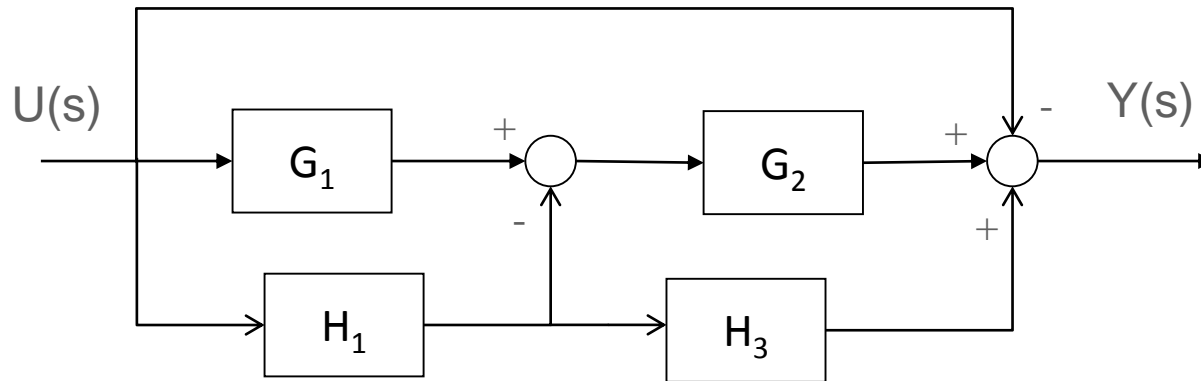 U(s)
G₁
+
-
G₂
+
-
+
Y(s)
H₁
H₃